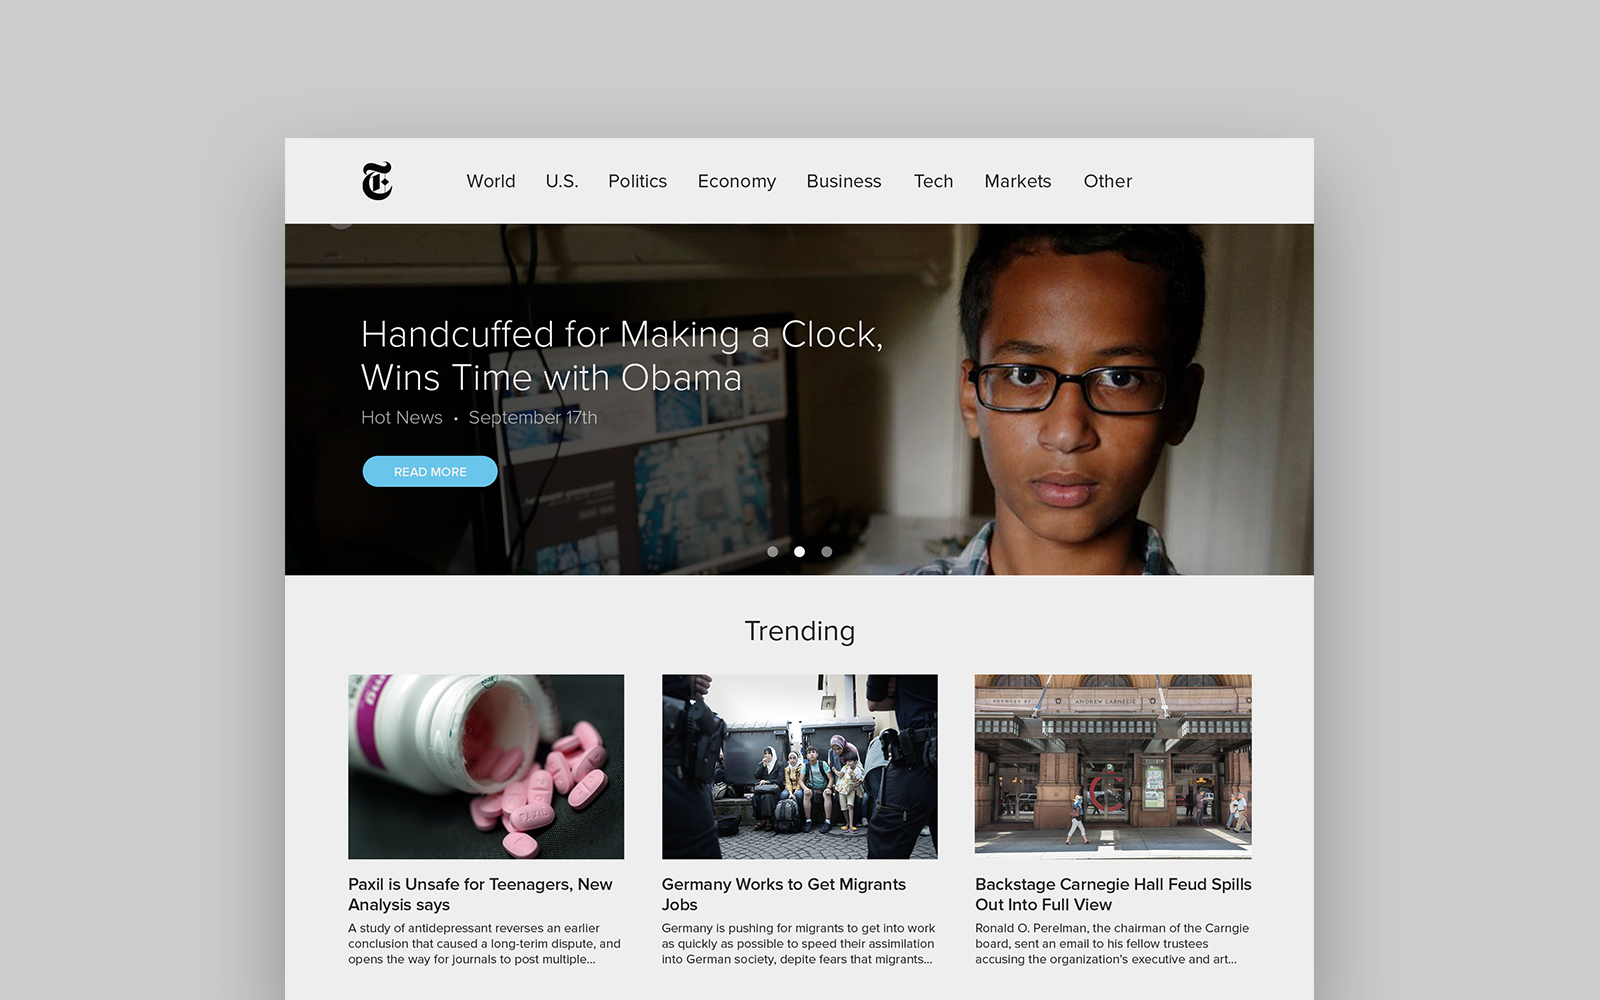 World U.S. Politics Economy Business Tech Markets Other
Handcuffed for Making a Clock,
Wins Time with Obama
Hot News • September 17th
READ MORE
Trending
PAXIL
FOUNDED BY ANDREW CARNEGIE
Paxil is Unsafe for Teenagers, New
Analysis says
A study of antidepressant reverses an earlier
conclusion that caused a long-terim dispute, and
opens the way for journals to post multiple...
Germany Works to Get Migrants
Jobs
Germany is pushing for migrants to get into work
as quickly as possible to speed their assimilation
into German society, depite fears that migrants...
Backstage Carnegie Hall Feud Spills
Out Into Full View
Ronald O. Perelman, the chairman of the Carngie
board, sent an email to his fellow trustees
accusing the organization's executive and art...